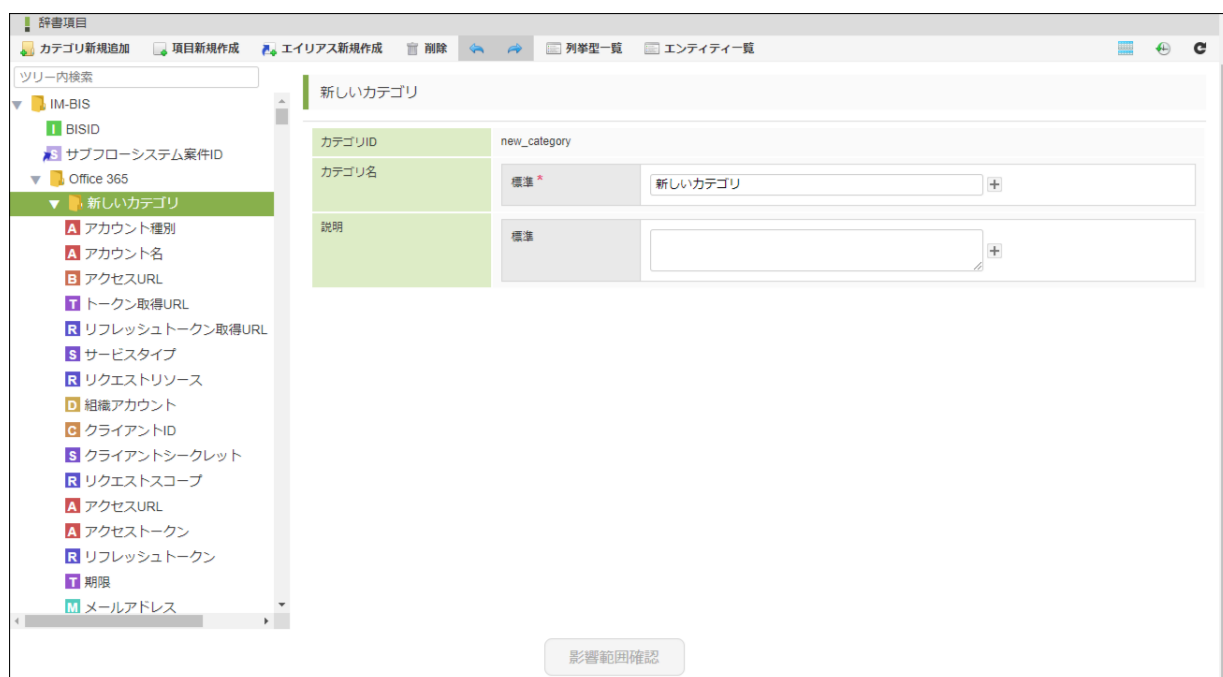 辞書項目
カテゴリ新規追加 項目新規作成 エイリアス新規作成 削除 列挙型一覧 エンティティ一覧
ツリー内検索
IM-BIS
I BISID
S サブフローシステム案件ID
Office 365
新しいカテゴリ
A アカウント種別
A アカウント名
B アクセスURL
T トークン取得URL
R リフレッシュトークン取得URL
S サービスタイプ
R リクエストリソース
D 組織アカウント
C クライアントID
S クライアントシークレット
R リクエストスコープ
A アクセスURL
A アクセストークン
R リフレッシュトークン
T 期限
M メールアドレス
新しいカテゴリ
カテゴリID new_category
カテゴリ名 標準 * 新しいカテゴリ
説明 標準
影響範囲確認